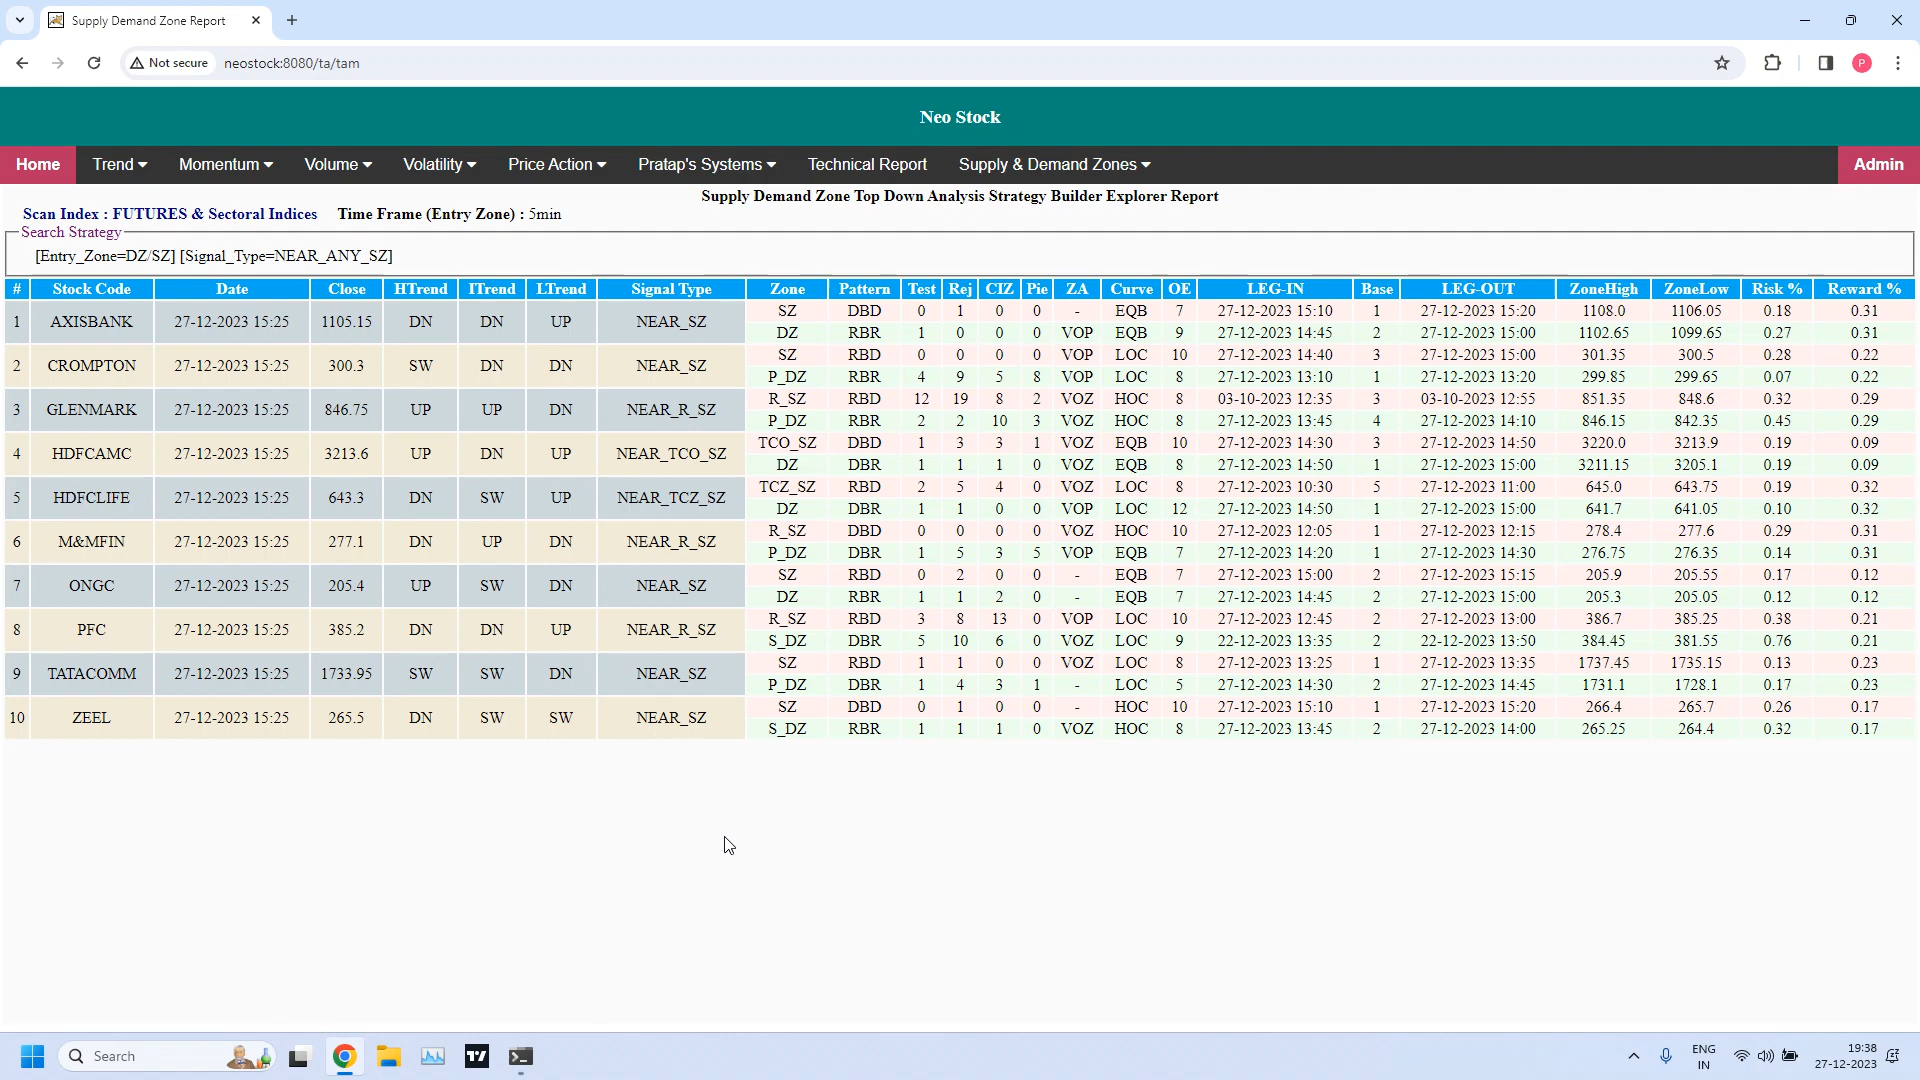 Supply Demand Zone Report
Not secure neostock:8080/ta/tam
P
Neo Stock
Home Trend Momentum Volume Volatility Price Action Pratap's Systems Technical Report Supply & Demand Zones Admin
Supply Demand Zone Top Down Analysis Strategy Builder Explorer Report
Scan Index : FUTURES & Sectoral Indices Time Frame (Entry Zone) : 5min
Search Strategy
[Entry_Zone=DZ/SZ] [Signal_Type=NEAR_ANY_SZ]
# Stock Code Date Close HTrend ITrend LTrend Signal Type Zone Pattern Test Rej CIZ Pie ZA Curve OE LEG-IN Base LEG-OUT ZoneHigh ZoneLow Risk % Reward %
1 AXISBANK 27-12-2023 15:25 1105.15 DN DN UP NEAR_SZ SZ DBD 0 1 0 0 - EQB 7 27-12-2023 15:10 1 27-12-2023 15:20 1108.0 1106.05 0.18 0.31
DZ RBR 1 0 0 0 VOP EQB 9 27-12-2023 14:45 2 27-12-2023 15:00 1102.65 1099.65 0.27 0.31
2 CROMPTON 27-12-2023 15:25 300.3 SW DN DN NEAR_SZ SZ RBD 0 0 0 0 VOP LOC 10 27-12-2023 14:40 3 27-12-2023 15:00 301.35 300.5 0.28 0.22
P_DZ RBR 4 9 5 8 VOP LOC 8 27-12-2023 13:10 1 27-12-2023 13:20 299.85 299.65 0.07 0.22
3 GLENMARK 27-12-2023 15:25 846.75 UP UP DN NEAR_R_SZ R_SZ RBD 12 19 8 2 VOZ HOC 8 03-10-2023 12:35 3 03-10-2023 12:55 851.35 848.6 0.32 0.29
P_DZ RBR 2 2 10 3 VOZ HOC 8 27-12-2023 13:45 4 27-12-2023 14:10 846.15 842.35 0.45 0.29
4 HDFCAMC 27-12-2023 15:25 3213.6 UP DN UP NEAR_TCO_SZ TCO_SZ DBD 1 3 3 1 VOZ EQB 10 27-12-2023 14:30 3 27-12-2023 14:50 3220.0 3213.9 0.19 0.09
DZ DBR 1 1 1 0 VOZ EQB 8 27-12-2023 14:50 1 27-12-2023 15:00 3211.15 3205.1 0.19 0.09
5 HDFCLIFE 27-12-2023 15:25 643.3 DN SW UP NEAR_TCZ_SZ TCZ_SZ RBD 2 5 4 0 VOZ LOC 8 27-12-2023 10:30 5 27-12-2023 11:00 645.0 643.75 0.19 0.32
DZ DBR 1 1 0 0 VOP LOC 12 27-12-2023 14:50 1 27-12-2023 15:00 641.7 641.05 0.10 0.32
6 M&MFIN 27-12-2023 15:25 277.1 DN UP DN NEAR_R_SZ R_SZ DBD 0 0 0 0 VOZ HOC 10 27-12-2023 12:05 1 27-12-2023 12:15 278.4 277.6 0.29 0.31
P_DZ DBR 1 5 3 5 VOP EQB 7 27-12-2023 14:20 1 27-12-2023 14:30 276.75 276.35 0.14 0.31
7 ONGC 27-12-2023 15:25 205.4 UP SW DN NEAR_SZ SZ RBD 0 2 0 0 - EQB 7 27-12-2023 15:00 2 27-12-2023 15:15 205.9 205.55 0.17 0.12
DZ RBR 1 1 2 0 - EQB 7 27-12-2023 14:45 2 27-12-2023 15:00 205.3 205.05 0.12 0.12
8 PFC 27-12-2023 15:25 385.2 DN DN UP NEAR_R_SZ R_SZ RBD 3 8 13 0 VOP LOC 10 27-12-2023 12:45 2 27-12-2023 13:00 386.7 385.25 0.38 0.21
S_DZ DBR 5 10 6 0 VOZ LOC 9 22-12-2023 13:35 2 22-12-2023 13:50 384.45 381.55 0.76 0.21
9 TATACOMM 27-12-2023 15:25 1733.95 SW SW DN NEAR_SZ SZ RBD 1 1 0 0 VOZ LOC 8 27-12-2023 13:25 1 27-12-2023 13:35 1737.45 1735.15 0.13 0.23
P_DZ DBR 1 4 3 1 - LOC 5 27-12-2023 14:30 2 27-12-2023 14:45 1731.1 1728.1 0.17 0.23
10 ZEEL 27-12-2023 15:25 265.5 DN SW SW NEAR_SZ SZ DBD 0 1 0 0 - HOC 10 27-12-2023 15:10 1 27-12-2023 15:20 266.4 265.7 0.26 0.17
S_DZ RBR 1 1 1 0 VOZ HOC 8 27-12-2023 13:45 2 27-12-2023 14:00 265.25 264.4 0.32 0.17
Search
ENG
IN
19:38
27-12-2023